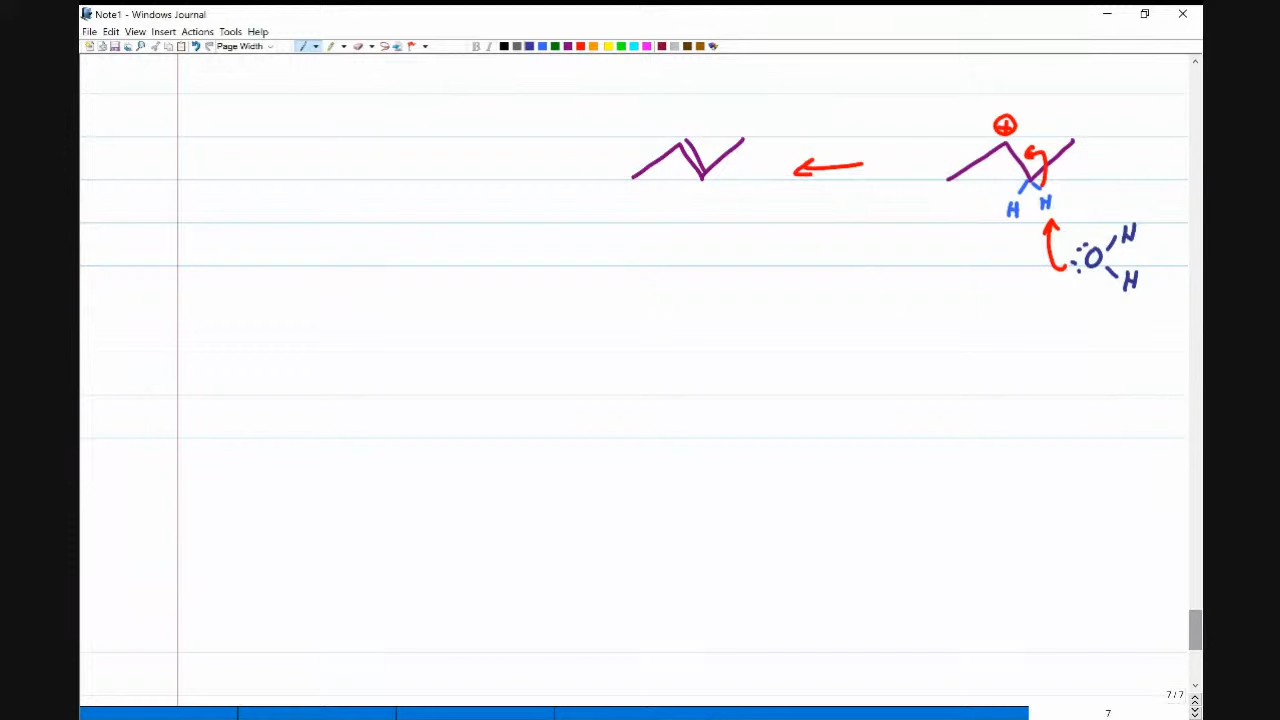 Note1 - Windows Journal
File Edit View Insert Actions Tools Help
Page Width
B I
+
H H
:Ö
H
H
7 / 7
7